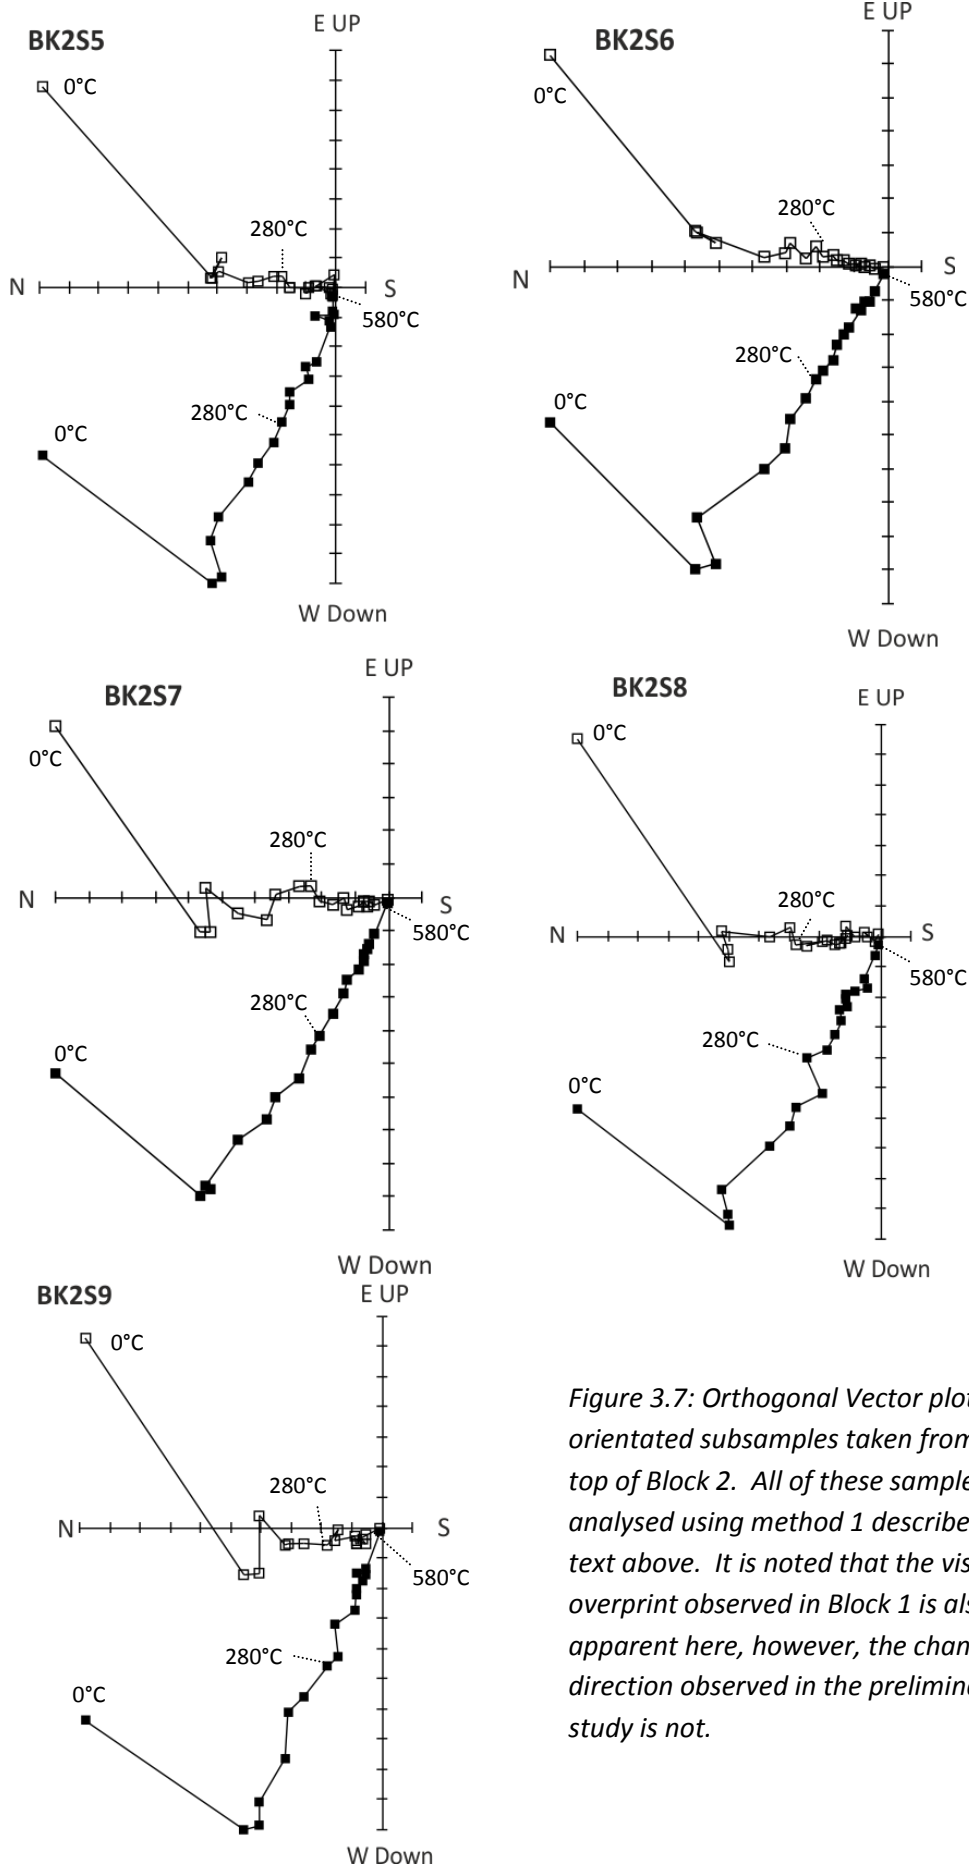 BK2S5
E UP
0°C
280°C
N
S
580°C
280°C
0°C
W Down
BK2S6
E UP
0°C
280°C
N
S
580°C
280°C
0°C
W Down
BK2S7
E UP
0°C
280°C
N
S
580°C
280°C
0°C
W Down
BK2S8
E UP
0°C
280°C
N
S
580°C
280°C
0°C
W Down
BK2S9
E UP
0°C
280°C
N
S
580°C
280°C
0°C
W Down
Figure 3.7: Orthogonal Vector plot
orientated subsamples taken from
top of Block 2. All of these sample
analysed using method 1 describe
text above. It is noted that the vis
overprint observed in Block 1 is als
apparent here, however, the chan
direction observed in the prelimin
study is not.